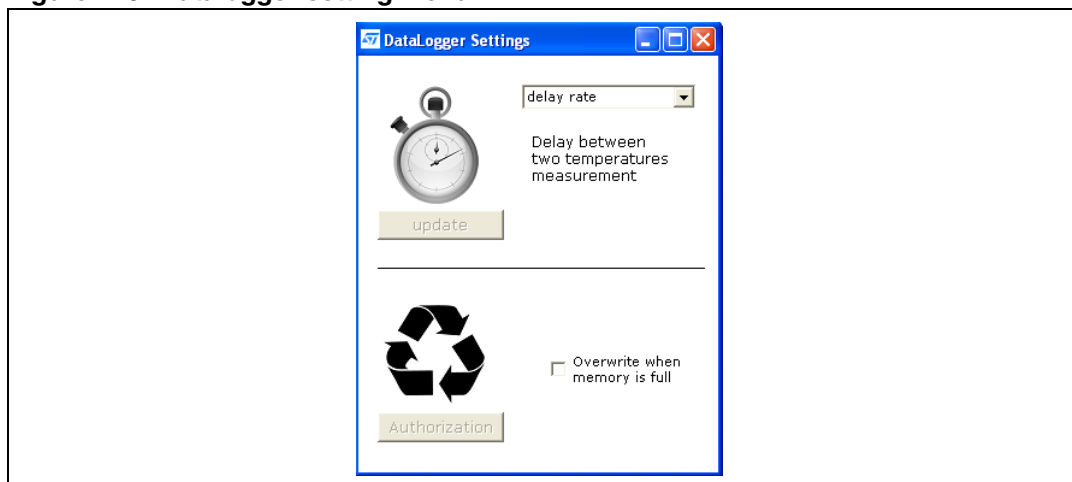 DataLogger Settings
delay rate
Delay between
two temperatures
measurement
update
Overwrite when
memory is full
Authorization